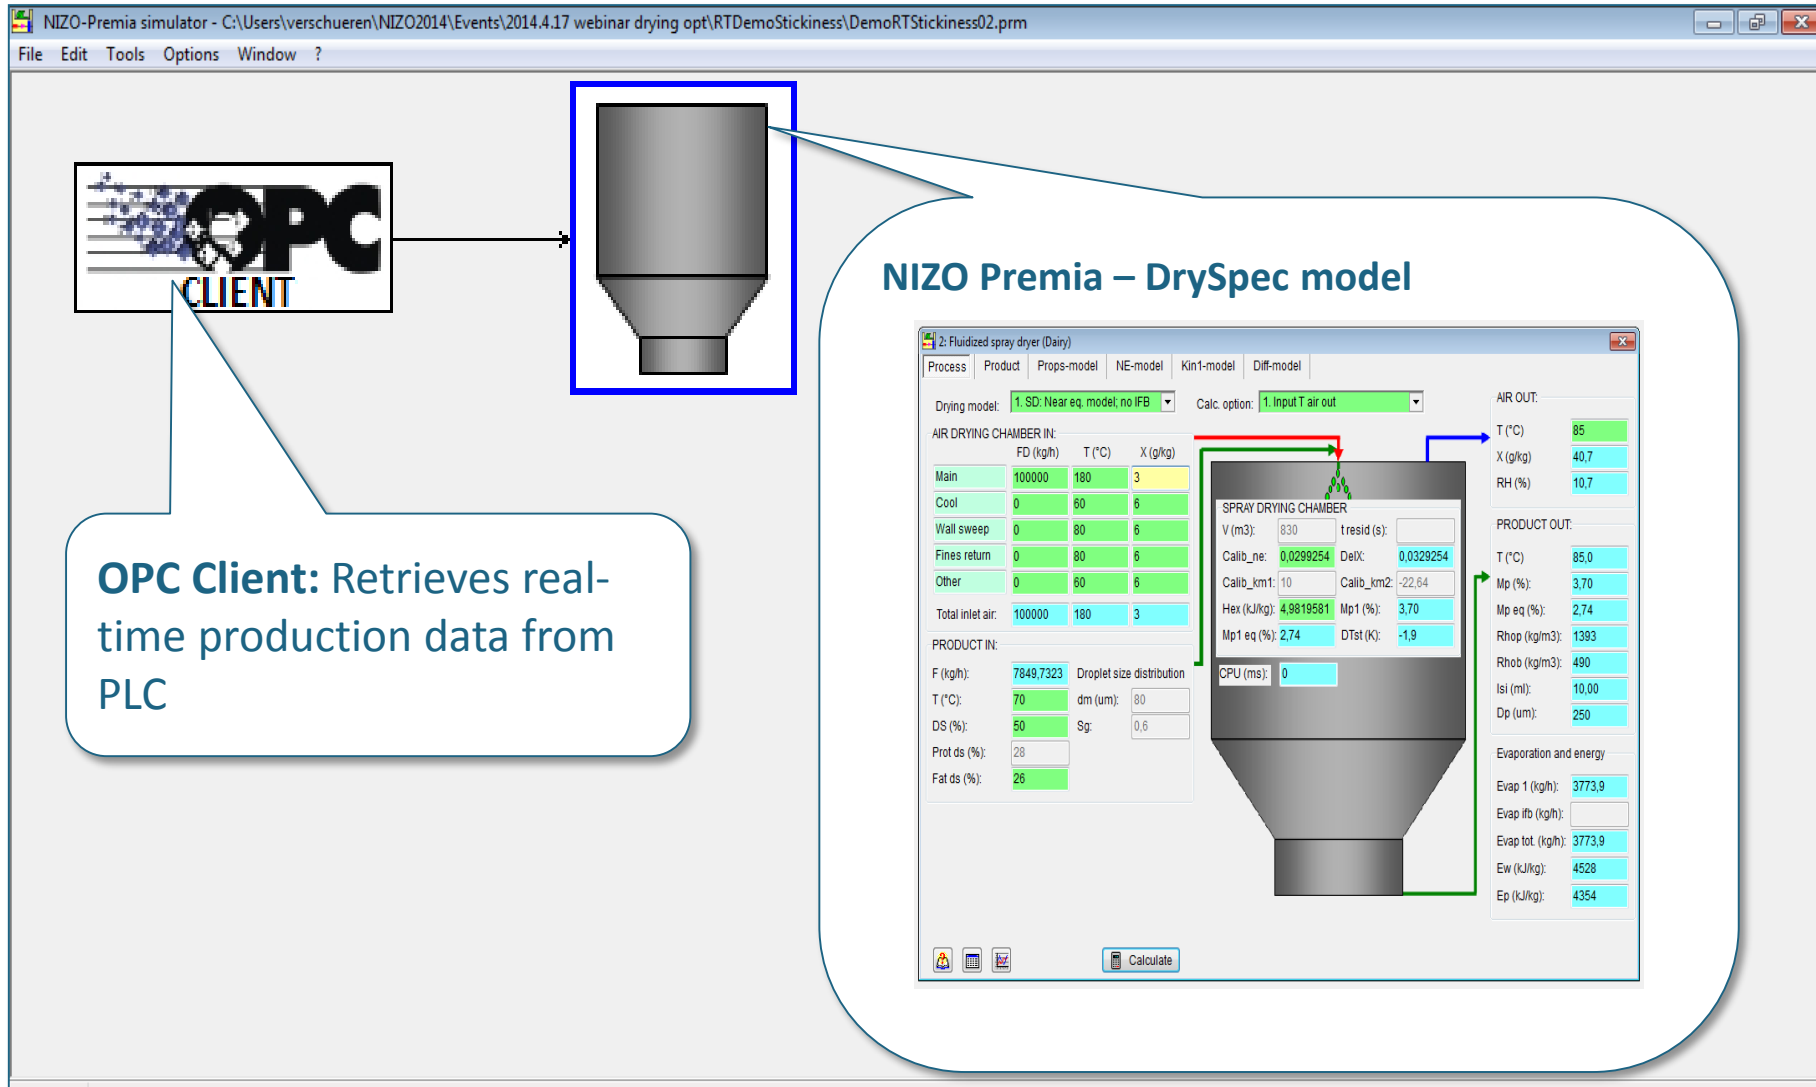 NIZO-Premia simulator - C:\Users\verschueren\NIZO2014\Events\2014.4.17 webinar drying opt\RTDemoStickiness\DemoRTStickiness02.prm
File Edit Tools Options Window ?
OPC
CLIENT
OPC Client: Retrieves real-
time production data from
PLC
NIZO Premia – DrySpec model
2: Fluidized spray dryer (Dairy)
Process Product Props-model NE-model Kin1-model Diff-model
Drying model: 1. SD: Near eq. model; no IFB Calc. option: 1. Input T air out
AIR DRYING CHAMBER IN:
FD (kg/h) T (°C) X (g/kg)
Main 100000 180 3
Cool 0 60 6
Wall sweep 0 80 6
Fines return 0 80 6
Other 0 60 6
Total inlet air: 100000 180 3
PRODUCT IN:
F (kg/h): 7849,7323 Droplet size distribution
T (°C): 70 dm (um): 80
DS (%): 50 Sg: 0,6
Prot ds (%): 28
Fat ds (%): 26
SPRAY DRYING CHAMBER
V (m3): 830 t resid (s):
Calib_ne: 0,0299254 DelX: 0,0329254
Calib_km1: 10 Calib_km2: -22,64
Hex (kJ/kg): 4,9819581 Mp1 (%): 3,70
Mp1 eq (%): 2,74 DTst (K): -1,9
CPU (ms): 0
AIR OUT:
T (°C) 85
X (g/kg) 40,7
RH (%) 10,7
PRODUCT OUT:
T (°C) 85,0
Mp (%): 3,70
Mp eq (%): 2,74
Rhop (kg/m3): 1393
Rhob (kg/m3): 490
Isi (ml): 10,00
Dp (um): 250
Evaporation and energy
Evap 1 (kg/h): 3773,9
Evap ifb (kg/h):
Evap tot. (kg/h): 3773,9
Ew (kJ/kg): 4528
Ep (kJ/kg): 4354
Calculate